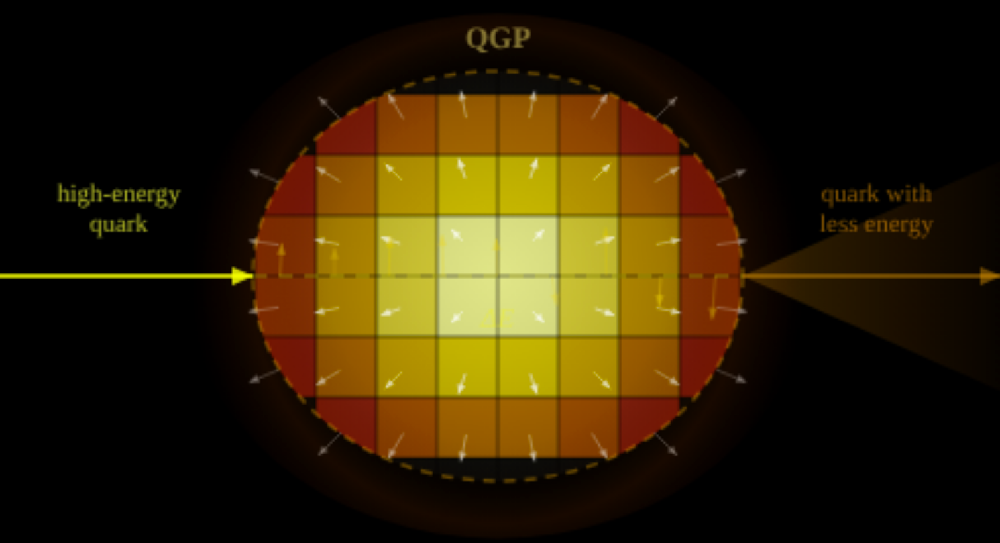 QGP
high-energy
quark
quark with
less energy